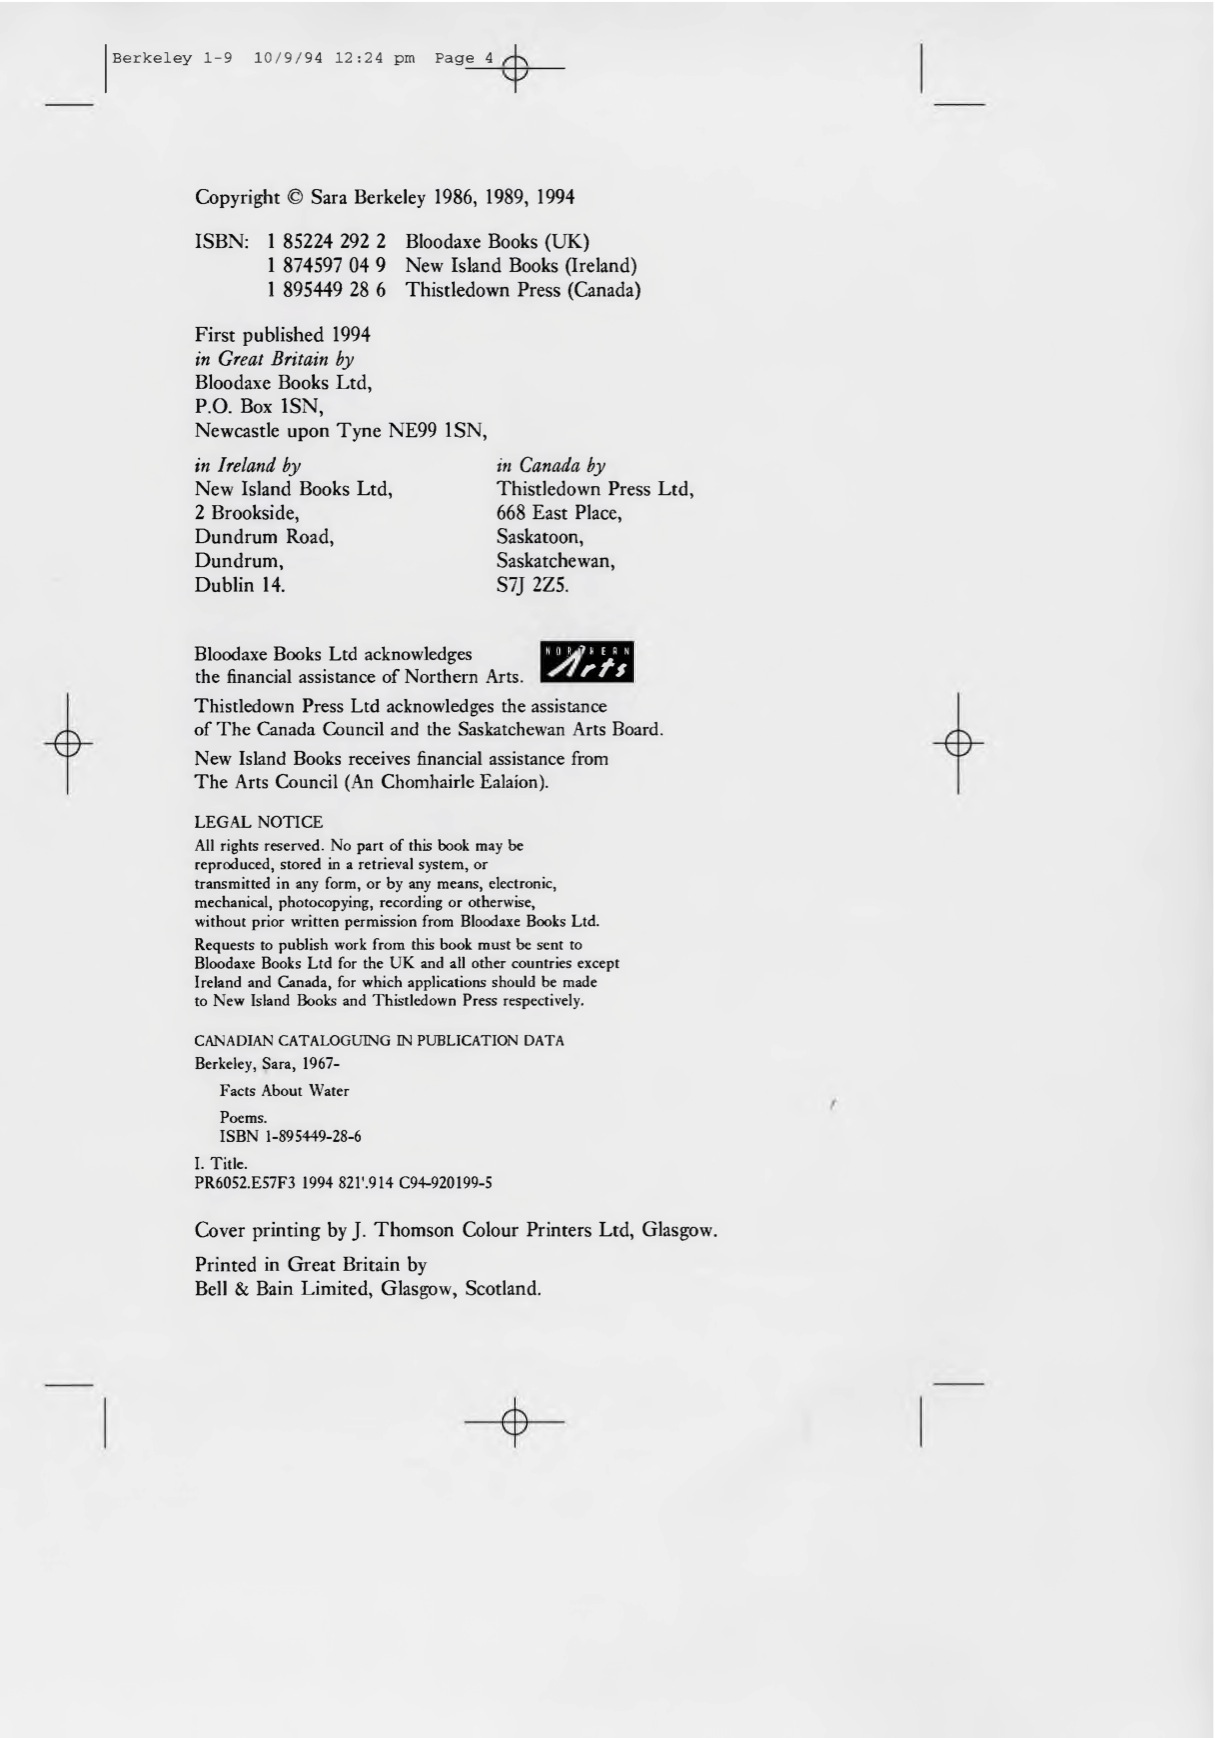 Berkeley 1-9 10/9/94 12:24 pm Page 4
Copyright © Sara Berkeley 1986, 1989, 1994
ISBN: 1 85224 292 2 Bloodaxe Books (UK)
1 874597 04 9 New Island Books (Ireland)
1 895449 28 6 Thistledown Press (Canada)
First published 1994
in Great Britain by
Bloodaxe Books Ltd,
P.O. Box 1SN,
Newcastle upon Tyne NE99 1SN,
in Ireland by
New Island Books Ltd,
2 Brookside,
Dundrum Road,
Dundrum,
Dublin 14.
in Canada by
Thistledown Press Ltd,
668 East Place,
Saskatoon,
Saskatchewan,
S7J 2Z5.
Bloodaxe Books Ltd acknowledges
the financial assistance of Northern Arts.
NORTHERN
Arts
Thistledown Press Ltd acknowledges the assistance
of The Canada Council and the Saskatchewan Arts Board.
New Island Books receives financial assistance from
The Arts Council (An Chomhairle Ealaion).
LEGAL NOTICE
All rights reserved. No part of this book may be
reproduced, stored in a retrieval system, or
transmitted in any form, or by any means, electronic,
mechanical, photocopying, recording or otherwise,
without prior written permission from Bloodaxe Books Ltd.
Requests to publish work from this book must be sent to
Bloodaxe Books Ltd for the UK and all other countries except
Ireland and Canada, for which applications should be made
to New Island Books and Thistledown Press respectively.
CANADIAN CATALOGUING IN PUBLICATION DATA
Berkeley, Sara, 1967-
Facts About Water
Poems.
ISBN 1-895449-28-6
I. Title.
PR6052.E57F3 1994 821'.914 C94-920199-5
Cover printing by J. Thomson Colour Printers Ltd, Glasgow.
Printed in Great Britain by
Bell & Bain Limited, Glasgow, Scotland.